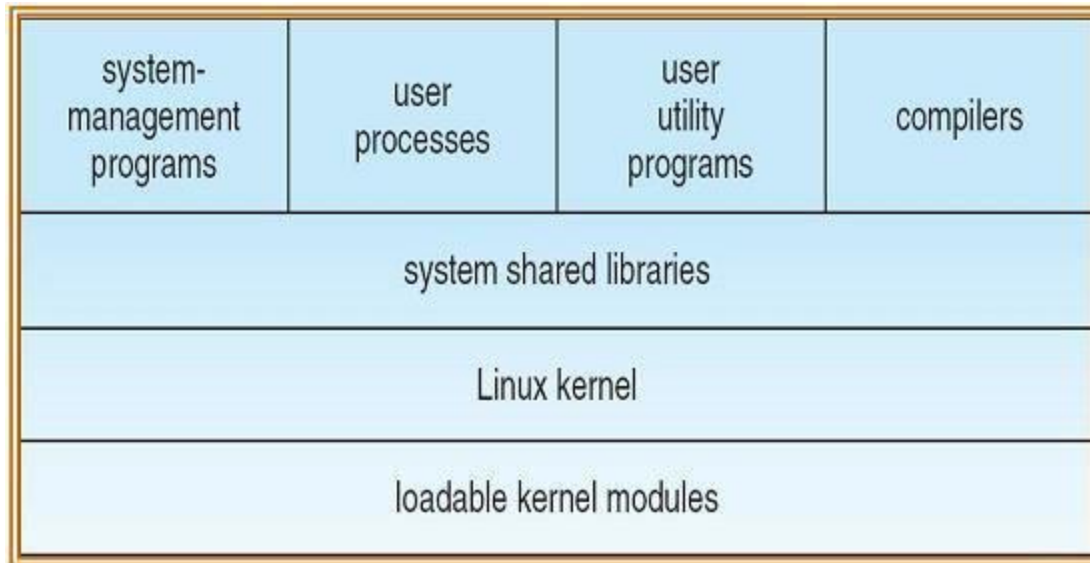 system-
management
programs
user
processes
user
utility
programs
compilers
system shared libraries
Linux kernel
loadable kernel modules